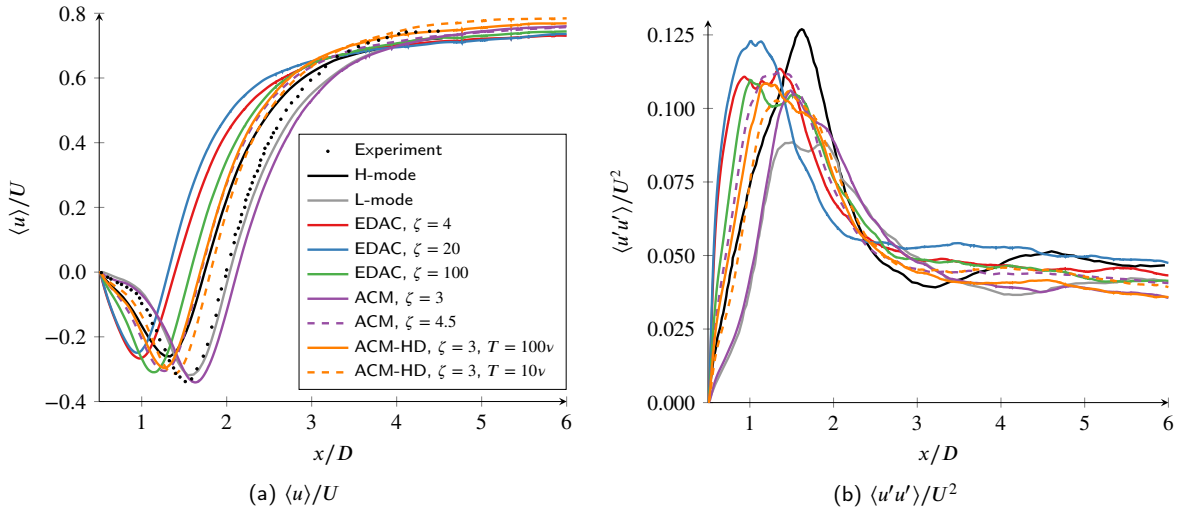 0.8
0.6
0.4
0.2
0.0
−0.2
−0.4
⟨u⟩/U
1
2
3
4
5
6
x/D
Experiment
H-mode
L-mode
EDAC, ζ = 4
EDAC, ζ = 20
EDAC, ζ = 100
ACM, ζ = 3
ACM, ζ = 4.5
ACM-HD, ζ = 3, T = 100ν
ACM-HD, ζ = 3, T = 10ν
(a) ⟨u⟩/U
0.125
0.100
0.075
0.050
0.025
0.000
⟨u′u′⟩/U²
1
2
3
4
5
6
x/D
(b) ⟨u′u′⟩/U²